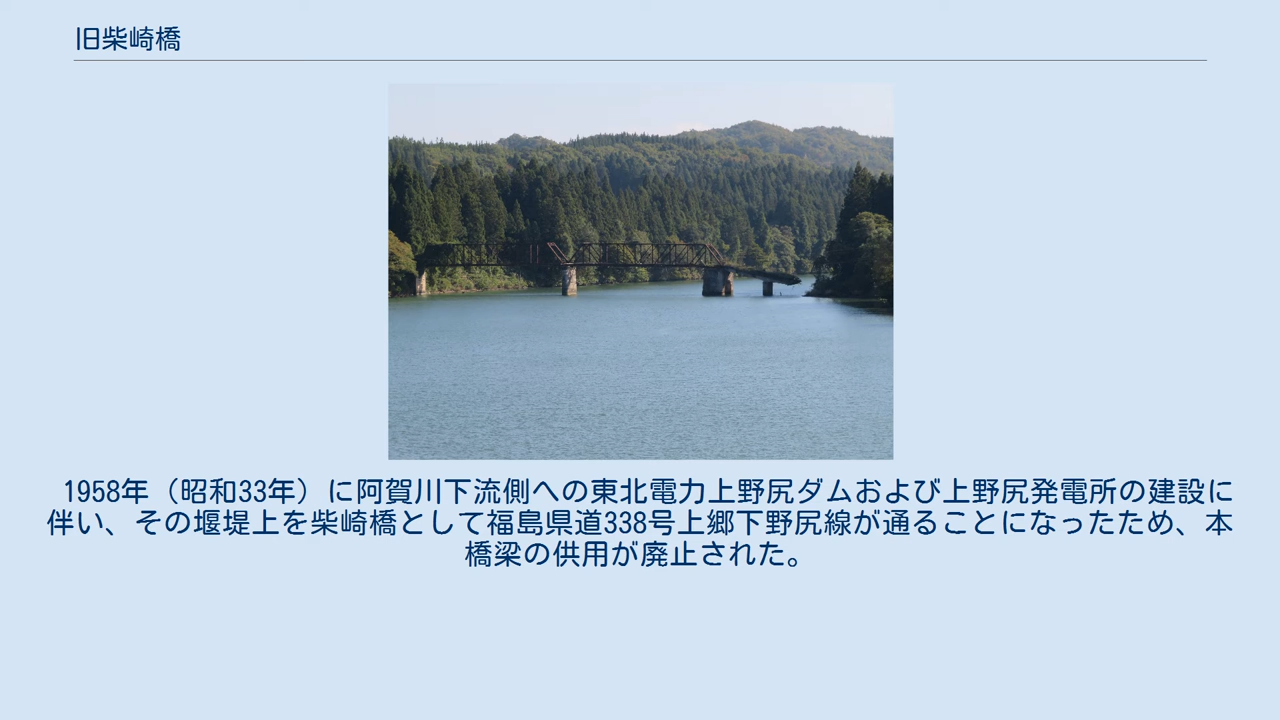 旧柴崎橋
1958年（昭和33年）に阿賀川下流側への東北電力上野尻ダムおよび上野尻発電所の建設に
伴い、その堰堤上を柴崎橋として福島県道338号上郷下野尻線が通ることになったため、本
橋梁の供用が廃止された。